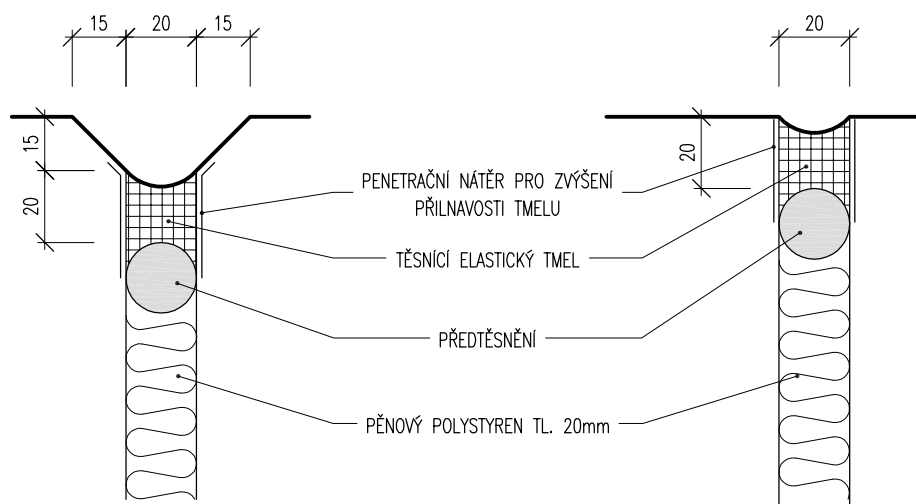 15 20 15
20
15
20
20
PENETRAČNÍ NÁTĚR PRO ZVÝŠENÍ
PŘILNAVOSTI TMELU
TĚSNÍCÍ ELASTICKÝ TMEL
PŘEDTĚSNĚNÍ
PĚNOVÝ POLYSTYREN TL. 20mm